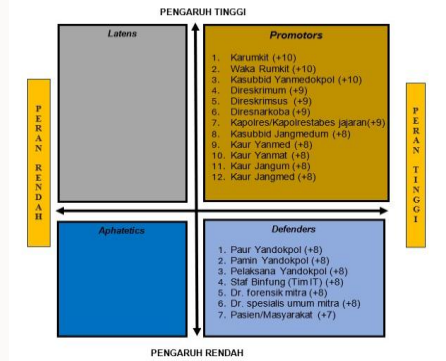 PENGARUH TINGGI
Latens
Promotors
1. Karumkit (+10)
2. Waka Rumkit (+10)
3. Kasubbid Yanmedokpol (+10)
4. Direskrimum (+9)
5. Direskrimsus (+9)
6. Diresnarkoba (+9)
7. Kapolres/Kapolrestabes jajaran(+9)
8. Kasubbid Jangmedum (+8)
9. Kaur Yanmed (+8)
10. Kaur Yanmat (+8)
11. Kaur Jangum (+8)
12. Kaur Jangmed (+8)
PERAN RENDAH
PERAN TINGGI
Aphatetics
Defenders
1. Paur Yandokpol (+8)
2. Pamin Yandokpol (+8)
3. Pelaksana Yandokpol (+8)
4. Staf Binfung (Tim IT) (+8)
5. Dr. forensik mitra (+8)
6. Dr. spesialis umum mitra (+8)
7. Pasien/Masyarakat (+7)
PENGARUH RENDAH